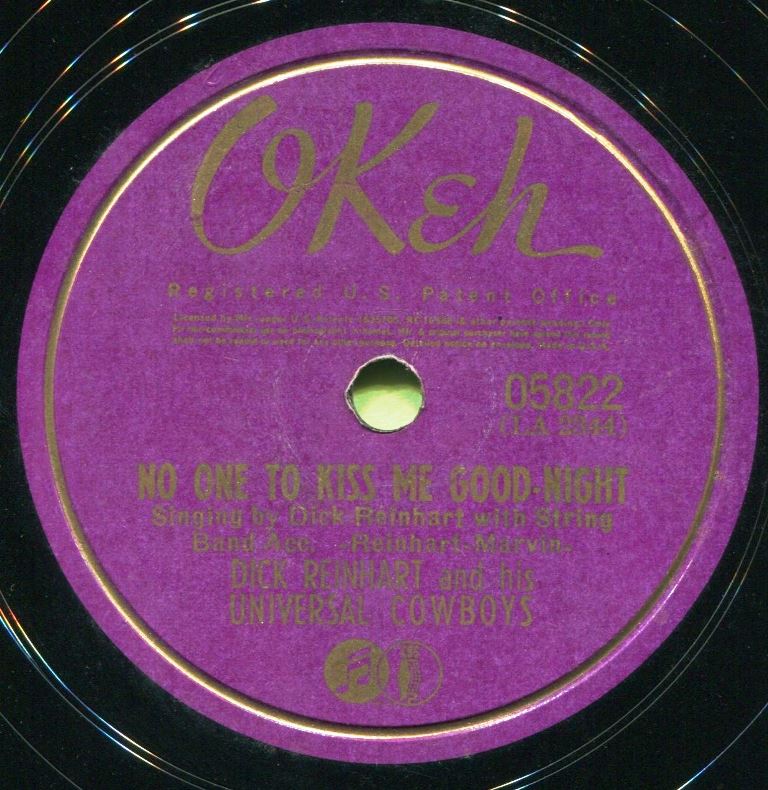 OKeh
Registered U.S. Patent Office
05822
(LA 2344)
NO ONE TO KISS ME GOOD-NIGHT
Singing by Dick Reinhart with String
Band Acc. -Reinhart-Marvin-
DICK REINHART and his
UNIVERSAL COWBOYS